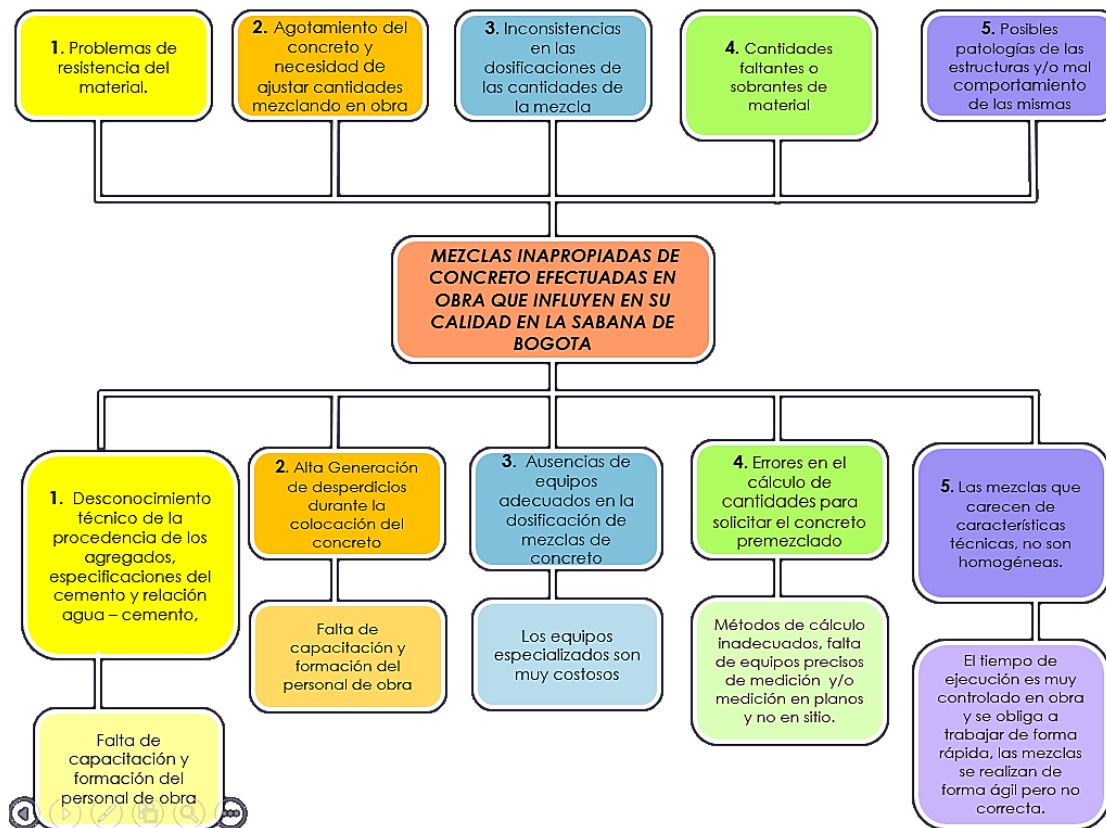 1. Problemas de
resistencia del
material.
2. Agotamiento del
concreto y
necesidad de
ajustar cantidades
mezclando en obra
3. Inconsistencias
en las
dosificaciones de
las cantidades de
la mezcla
4. Cantidades
faltantes o
sobrantes de
material
5. Posibles
patologías de las
estructuras y/o mal
comportamiento
de las mismas
MEZCLAS INAPROPIADAS DE
CONCRETO EFECTUADAS EN
OBRA QUE INFLUYEN EN SU
CALIDAD EN LA SABANA DE
BOGOTA
1. Desconocimiento
técnico de la
procedencia de los
agregados,
especificaciones del
cemento y relación
agua – cemento,
2. Alta Generación
de desperdicios
durante la
colocación del
concreto
3. Ausencias de
equipos
adecuados en la
dosificación de
mezclas de
concreto
4. Errores en el
cálculo de
cantidades para
solicitar el concreto
premezclado
5. Las mezclas que
carecen de
características
técnicas, no son
homogéneas.
Falta de
capacitación y
formación del
personal de obra
Falta de
capacitación y
formación del
personal de obra
Los equipos
especializados son
muy costosos
Métodos de cálculo
inadecuados, falta
de equipos precisos
de medición y/o
medición en planos
y no en sitio.
El tiempo de
ejecución es muy
controlado en obra
y se obliga a
trabajar de forma
rápida, las mezclas
se realizan de
forma ágil pero no
correcta.